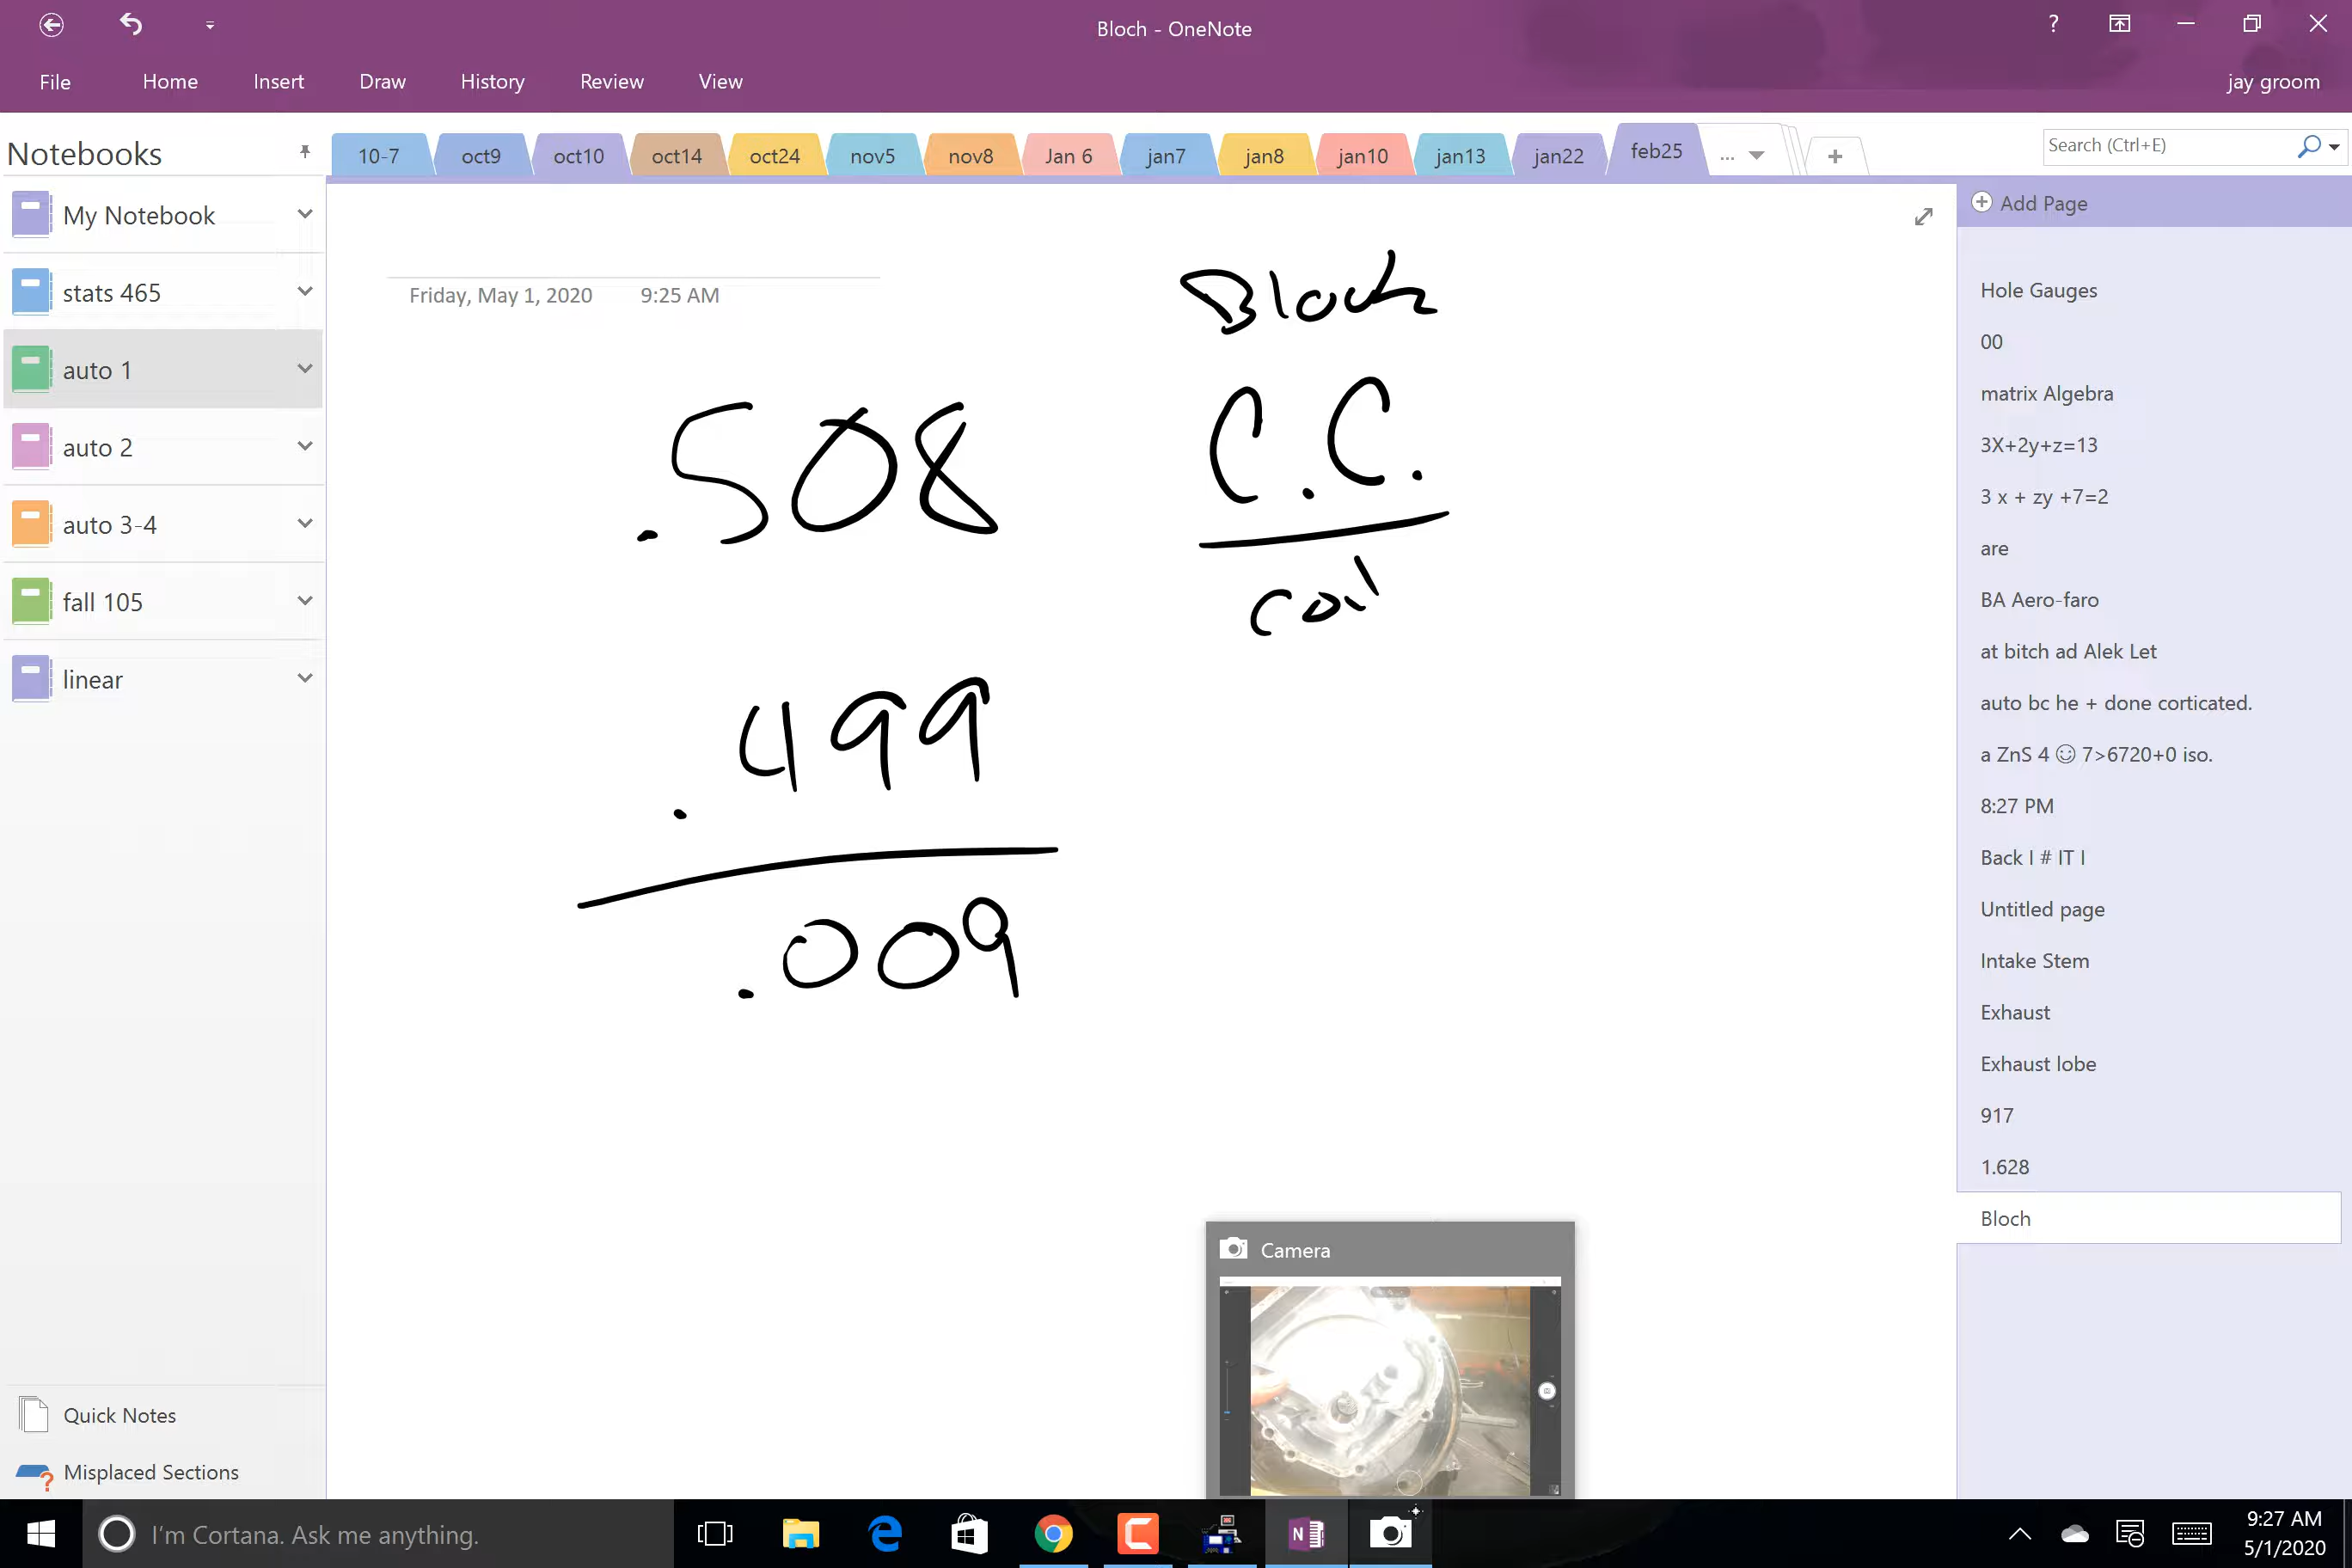 Bloch - OneNote
File Home Insert Draw History Review View
jay groom
Notebooks
10-7 oct9 oct10 oct14 oct24 nov5 nov8 Jan 6 jan7 jan8 jan10 jan13 jan22 feb25 ...
Search (Ctrl+E)
My Notebook
stats 465
auto 1
auto 2
auto 3-4
fall 105
linear
Quick Notes
Misplaced Sections
Friday, May 1, 2020 9:25 AM
Block
.508
C.C.
coil
.499
.009
Add Page
Hole Gauges
00
matrix Algebra
3X+2y+z=13
3 x + zy +7=2
are
BA Aero-faro
at bitch ad Alek Let
auto bc he + done corticated.
a ZnS 4 ☺ 7>6720+0 iso.
8:27 PM
Back I # IT I
Untitled page
Intake Stem
Exhaust
Exhaust lobe
917
1.628
Bloch
Camera
I'm Cortana. Ask me anything.
9:27 AM
5/1/2020